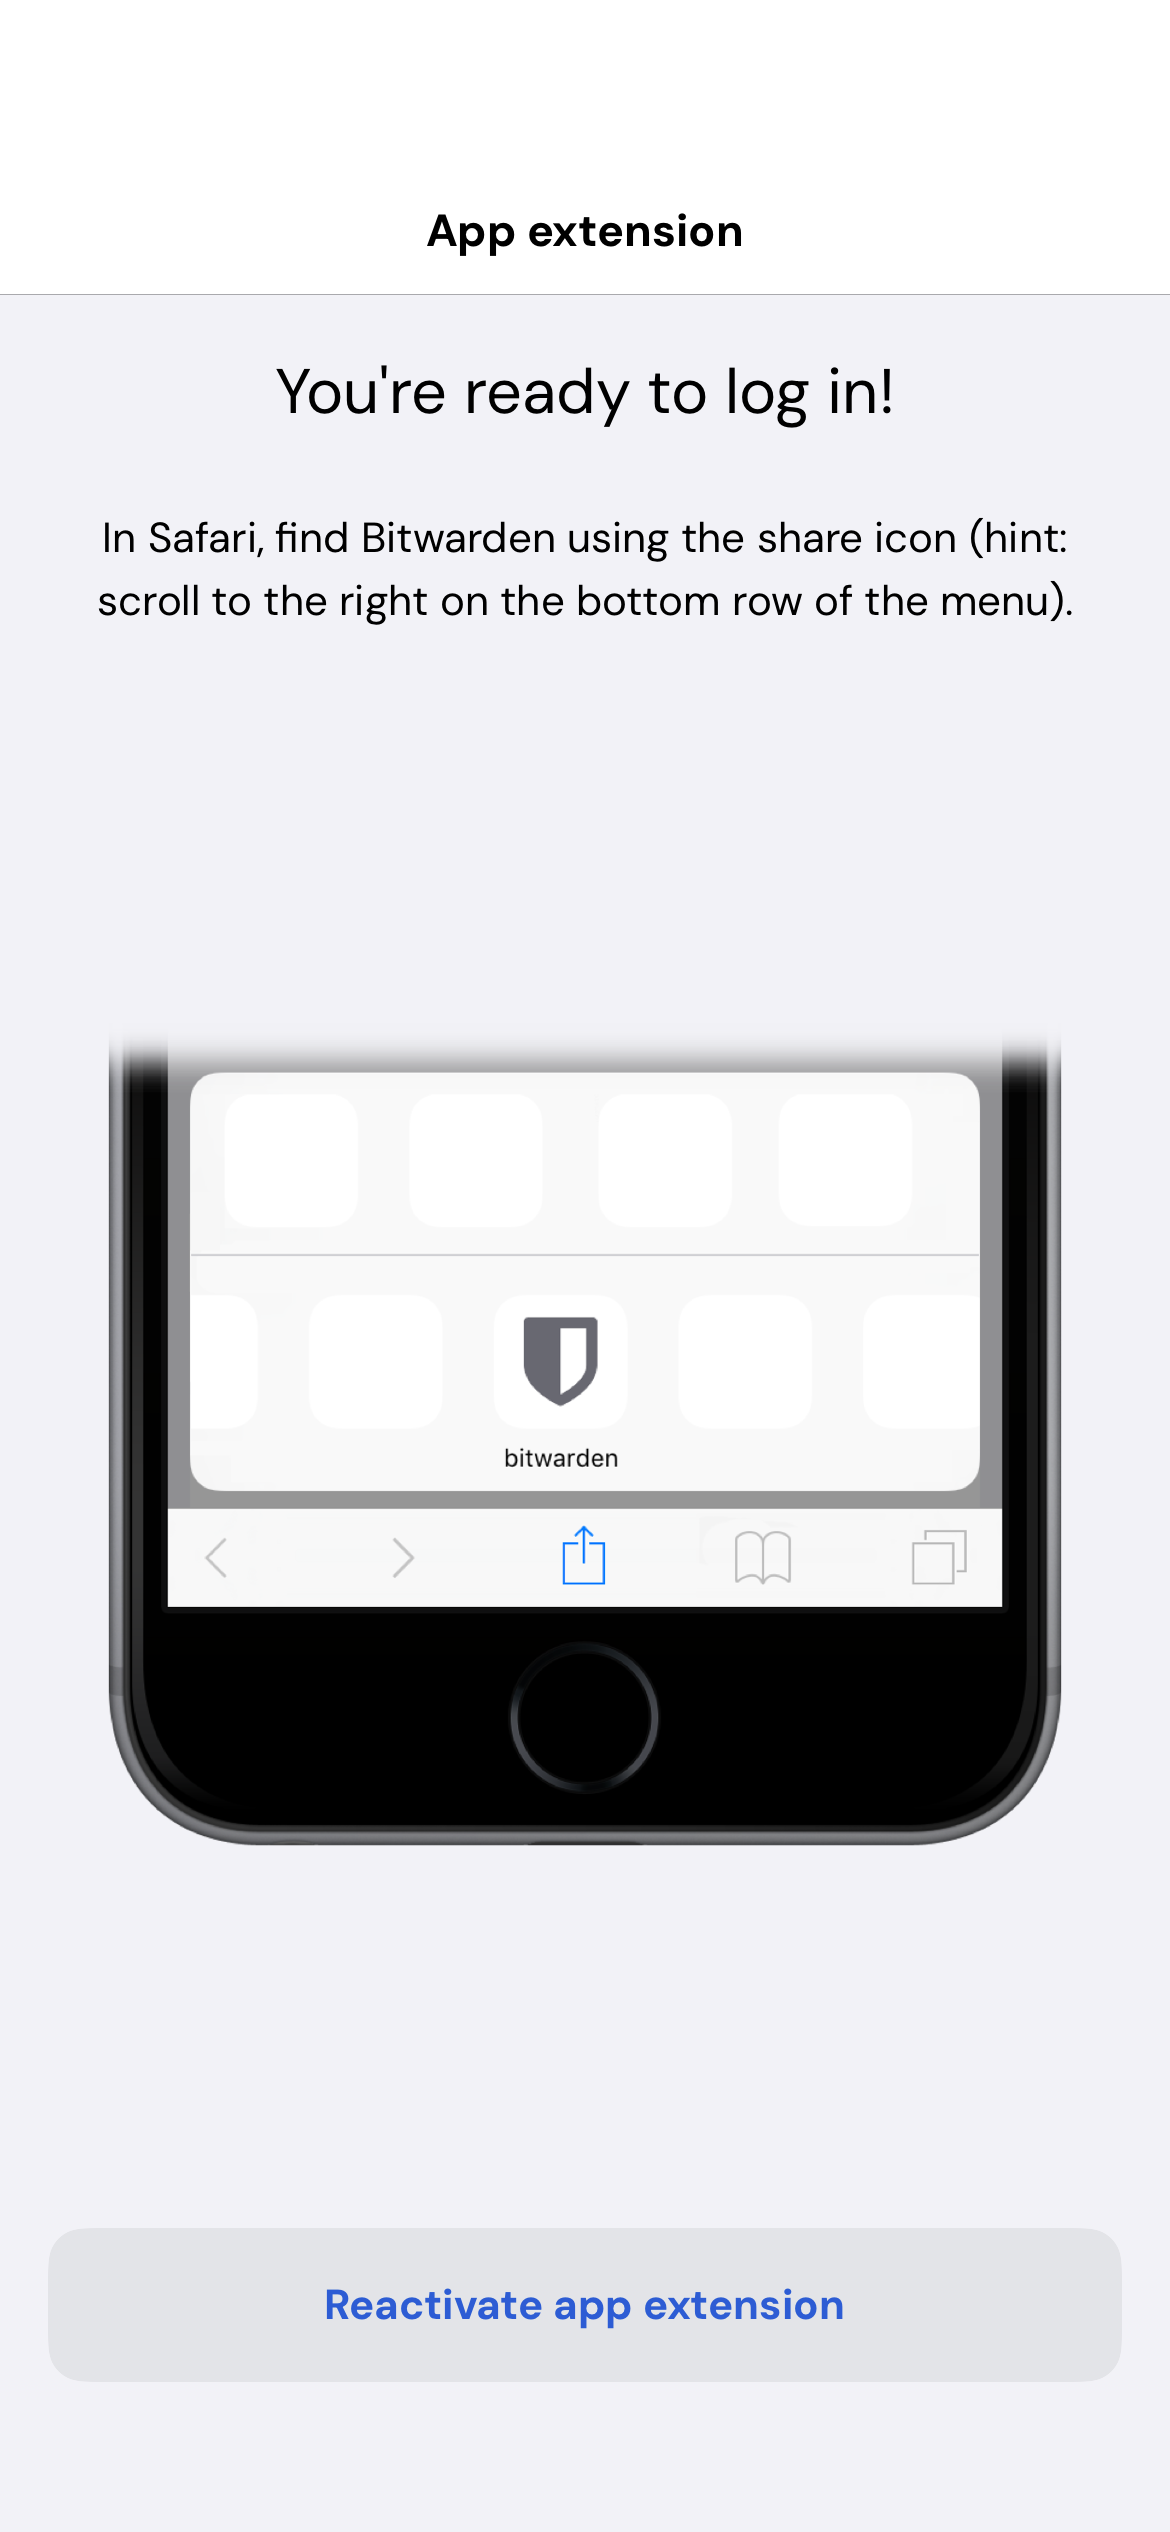 App extension
You're ready to log in!
In Safari, find Bitwarden using the share icon (hint:
scroll to the right on the bottom row of the menu).
bitwarden
Reactivate app extension